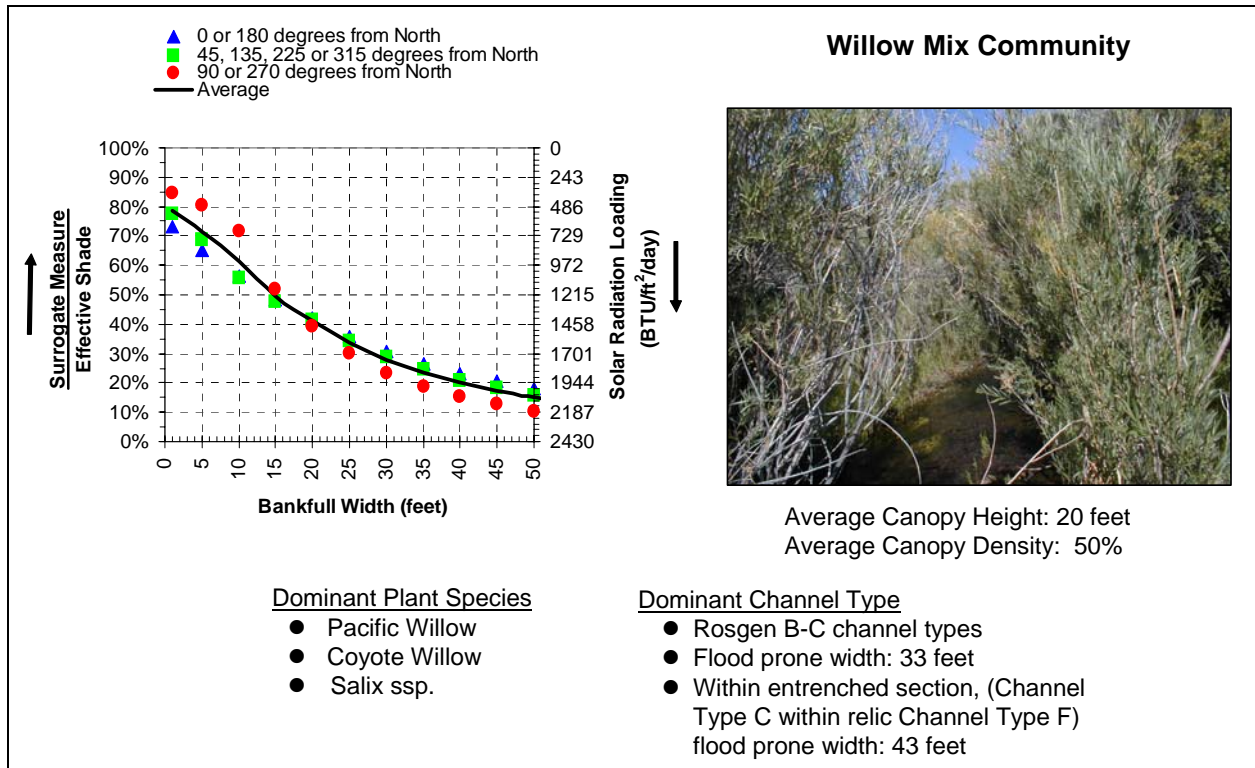 0 or 180 degrees from North
45, 135, 225 or 315 degrees from North
90 or 270 degrees from North
Average
Willow Mix Community
100%
90%
80%
70%
60%
50%
40%
30%
20%
10%
0%
Surrogate Measure
Effective Shade
0
243
486
729
972
1215
1458
1701
1944
2187
2430
Solar Radiation Loading
(BTU/ft²/day)
0
5
10
15
20
25
30
35
40
45
50
Bankfull Width (feet)
Average Canopy Height: 20 feet
Average Canopy Density: 50%
Dominant Plant Species
● Pacific Willow
● Coyote Willow
● Salix ssp.
Dominant Channel Type
● Rosgen B-C channel types
● Flood prone width: 33 feet
● Within entrenched section, (Channel
Type C within relic Channel Type F)
flood prone width: 43 feet